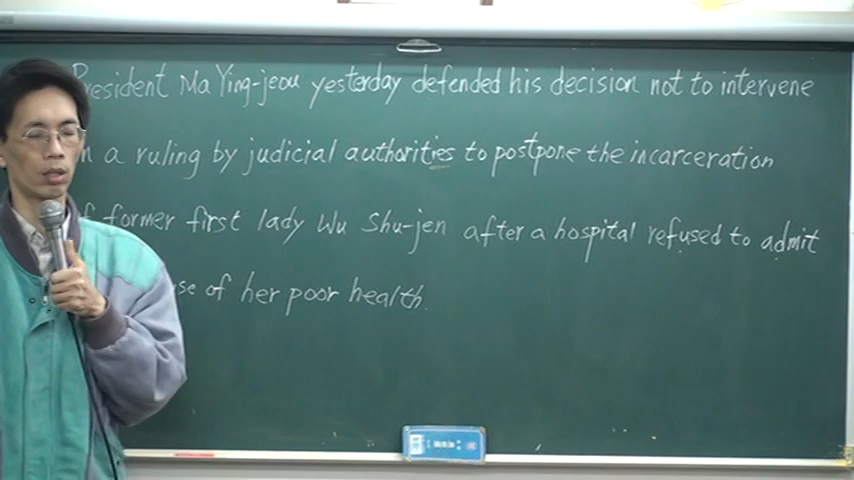 President Ma Ying-jeou yesterday defended his decision not to intervene
a ruling by judicial authorities to postpone the incarceration
former first lady Wu Shu-jen after a hospital refused to admit
of her poor health.